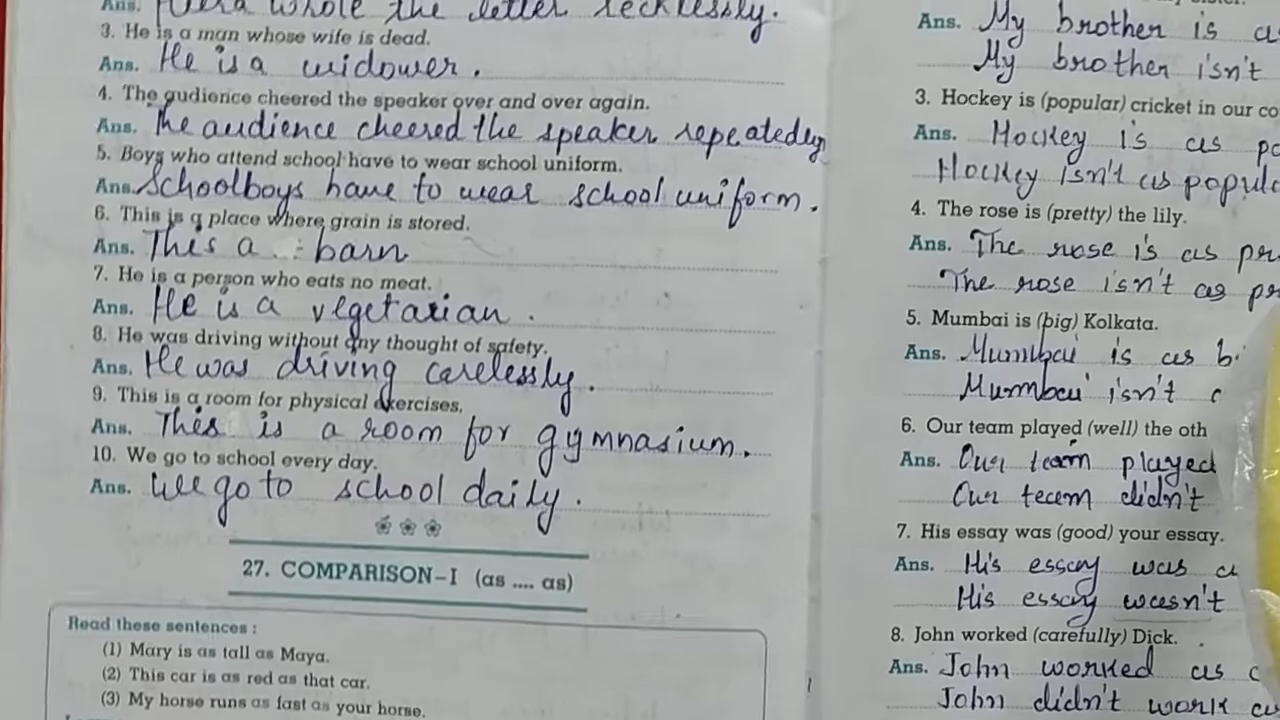 Ans. whole the letter recklessly.
3. He is a man whose wife is dead.
Ans. He is a widower.
4. The audience cheered the speaker over and over again.
Ans. The audience cheered the speaker repeatedly
5. Boys who attend school have to wear school uniform.
Ans. Schoolboys have to wear school uniform.
6. This is a place where grain is stored.
Ans. This a barn
7. He is a person who eats no meat.
Ans. He is a vegetarian.
8. He was driving without any thought of safety.
Ans. He was driving carelessly.
9. This is a room for physical exercises.
Ans. This is a room for gymnasium.
10. We go to school every day.
Ans. We go to school daily.
27. COMPARISON-I (as .... as)
Read these sentences :
(1) Mary is as tall as Maya.
(2) This car is as red as that car.
(3) My horse runs as fast as your horse.
Ans. My brother is as
My brother isn't
3. Hockey is (popular) cricket in our co
Ans. Hockey is as po
Hockey isn't as popula
4. The rose is (pretty) the lily.
Ans. The rose is as pr
The rose isn't as pr
5. Mumbai is (big) Kolkata.
Ans. Mumbai is as b
Mumbai isn't
6. Our team played (well) the oth
Ans. Our team played
Our team didn't
7. His essay was (good) your essay.
Ans. His essay was a
His essay wasn't
8. John worked (carefully) Dick.
Ans. John worked as c
John didn't work as